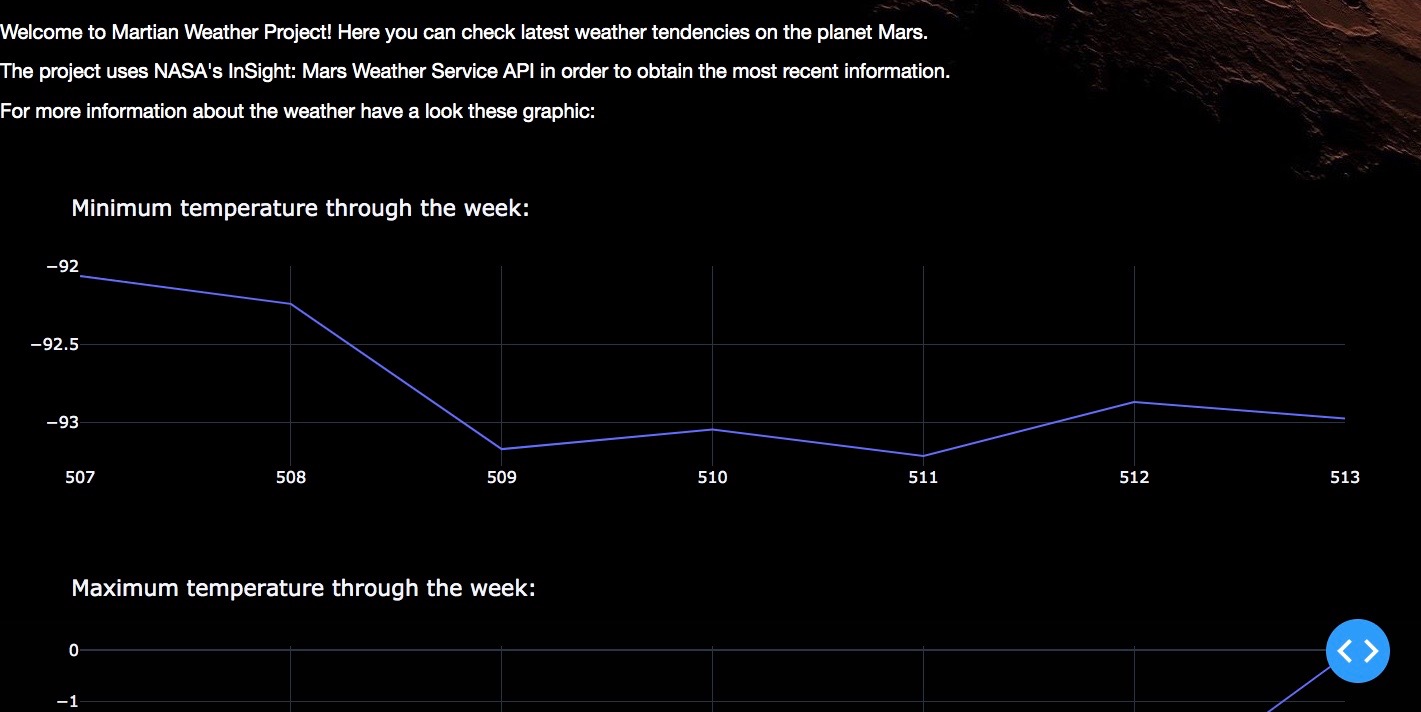 Welcome to Martian Weather Project! Here you can check latest weather tendencies on the planet Mars.
The project uses NASA's InSight: Mars Weather Service API in order to obtain the most recent information.
For more information about the weather have a look these graphic:
Minimum temperature through the week:
−92
−92.5
−93
507 508 509 510 511 512 513
Maximum temperature through the week:
0
−1